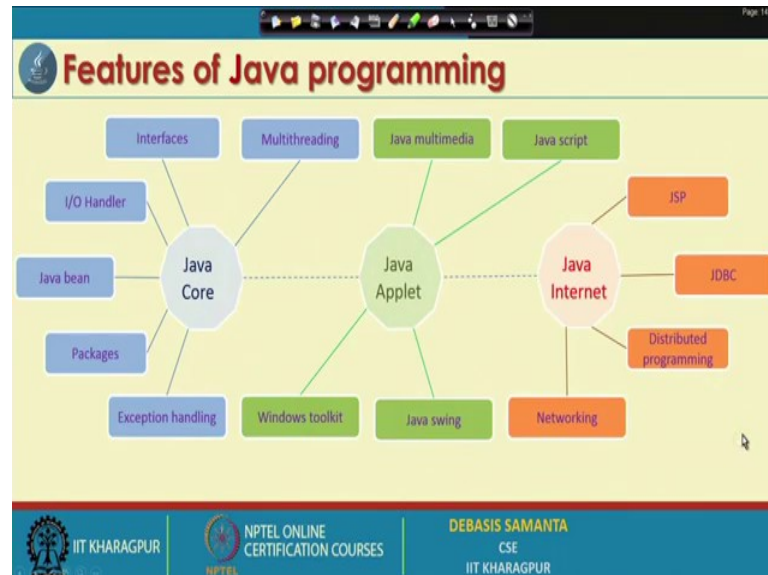 Page 14
Features of Java programming
Interfaces
Multithreading
Java multimedia
Java script
I/O Handler
JSP
Java
Core
Java
Applet
Java
Internet
Java bean
JDBC
Packages
Distributed
programming
Exception handling
Windows toolkit
Java swing
Networking
IIT KHARAGPUR
NPTEL
NPTEL ONLINE
CERTIFICATION COURSES
DEBASIS SAMANTA
CSE
IIT KHARAGPUR